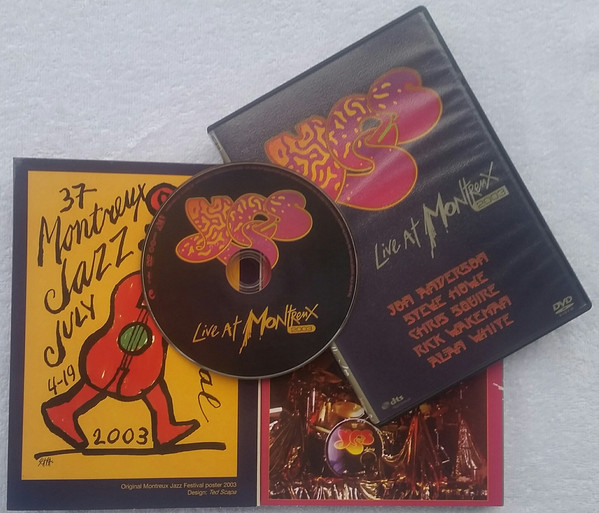 37
Montreux
Jazz
July
4-19
2003
Original Montreux Jazz Festival poster 2003
Design: Ted Scapa
Yes
Live At Montreux
2003
Yes
Live At Montreux
2003
Jon Anderson
Steve Howe
Chris Squire
Rick Wakeman
Alan White
DVD
dts
Yes